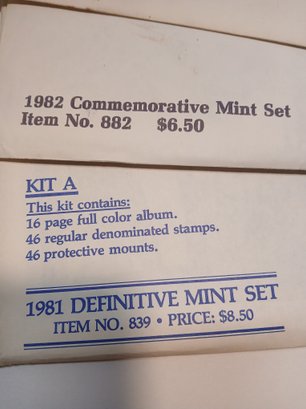 1982 Commemorative Mint Set
Item No. 882 $6.50
KIT A
This kit contains:
16 page full color album.
46 regular denominated stamps.
46 protective mounts.
1981 DEFINITIVE MINT SET
ITEM NO. 839 • PRICE: $8.50